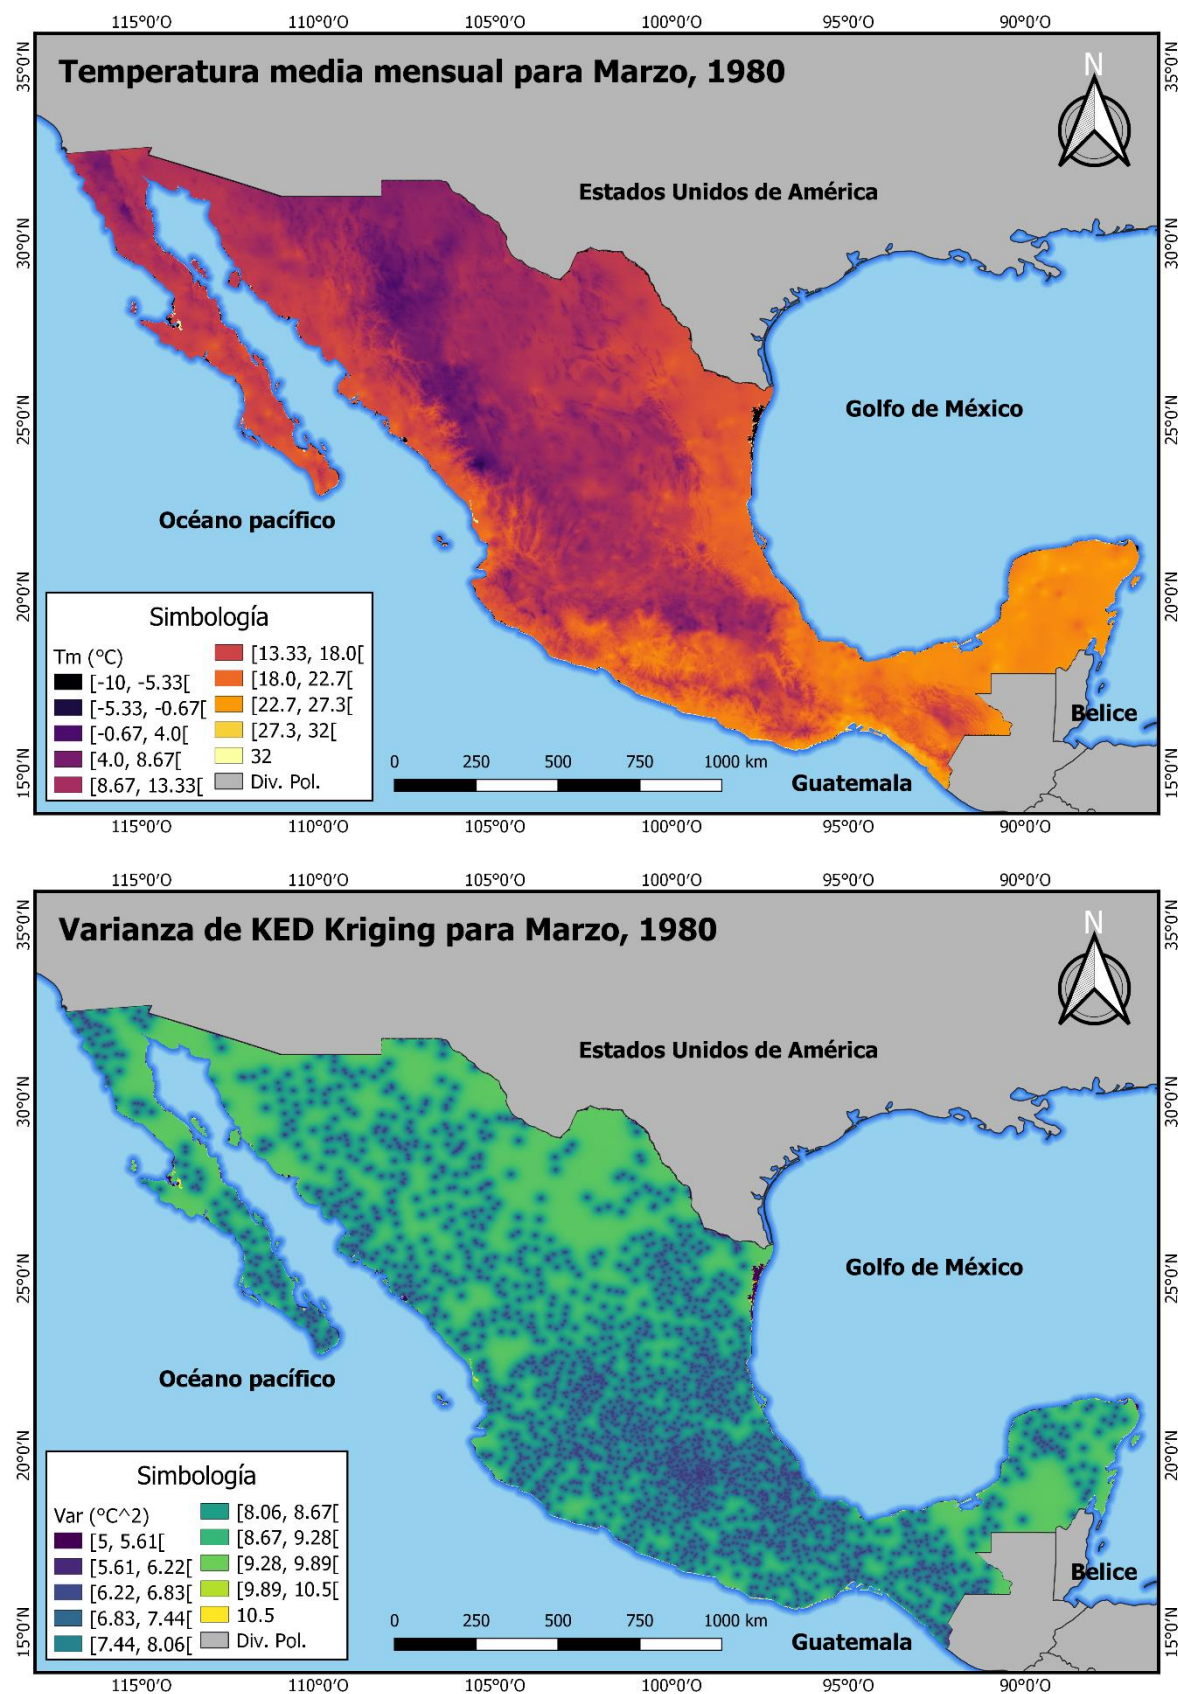 115°0'O 110°0'O 105°0'O 100°0'O 95°0'O 90°0'O
Temperatura media mensual para Marzo, 1980
N
35°0'N 35°0'N
Estados Unidos de América
30°0'N 30°0'N
Golfo de México
25°0'N 25°0'N
Océano pacífico
20°0'N 20°0'N
Simbología
Tm (°C)
[-10, -5.33[
[-5.33, -0.67[
[-0.67, 4.0[
[4.0, 8.67[
[8.67, 13.33[
[13.33, 18.0[
[18.0, 22.7[
[22.7, 27.3[
[27.3, 32[
32
Div. Pol.
Belice
0 250 500 750 1000 km
Guatemala
15°0'N 15°0'N
115°0'O 110°0'O 105°0'O 100°0'O 95°0'O 90°0'O
115°0'O 110°0'O 105°0'O 100°0'O 95°0'O 90°0'O
Varianza de KED Kriging para Marzo, 1980
N
35°0'N 35°0'N
Estados Unidos de América
30°0'N 30°0'N
Golfo de México
25°0'N 25°0'N
Océano pacífico
20°0'N 20°0'N
Simbología
Var (°C^2)
[5, 5.61[
[5.61, 6.22[
[6.22, 6.83[
[6.83, 7.44[
[7.44, 8.06[
[8.06, 8.67[
[8.67, 9.28[
[9.28, 9.89[
[9.89, 10.5[
10.5
Div. Pol.
Belice
0 250 500 750 1000 km
Guatemala
15°0'N 15°0'N
115°0'O 110°0'O 105°0'O 100°0'O 95°0'O 90°0'O